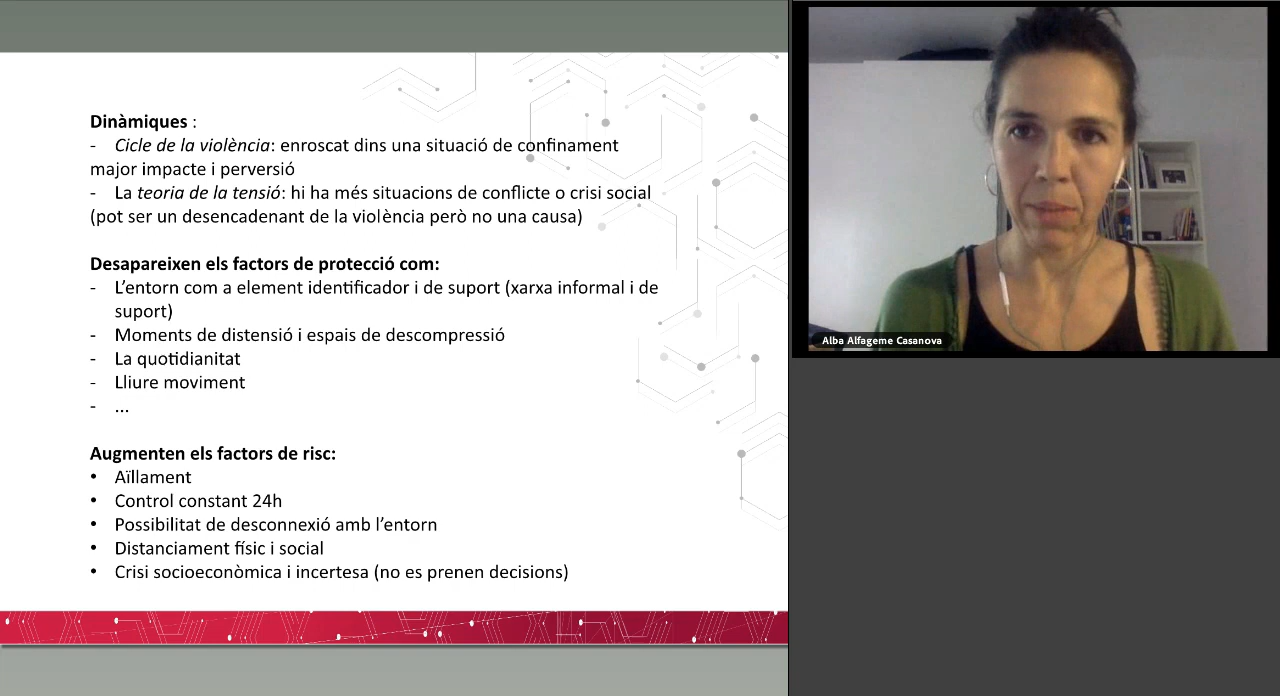 Dinàmiques :
- Cicle de la violència: enroscat dins una situació de confinament
major impacte i perversió
- La teoria de la tensió: hi ha més situacions de conflicte o crisi social
(pot ser un desencadenant de la violència però no una causa)
Desapareixen els factors de protecció com:
- L'entorn com a element identificador i de suport (xarxa informal i de
suport)
- Moments de distensió i espais de descompressió
- La quotidianitat
- Lliure moviment
- ...
Augmenten els factors de risc:
• Aïllament
• Control constant 24h
• Possibilitat de desconnexió amb l'entorn
• Distanciament físic i social
• Crisi socioeconòmica i incertesa (no es prenen decisions)
Alba Alfageme Casanova